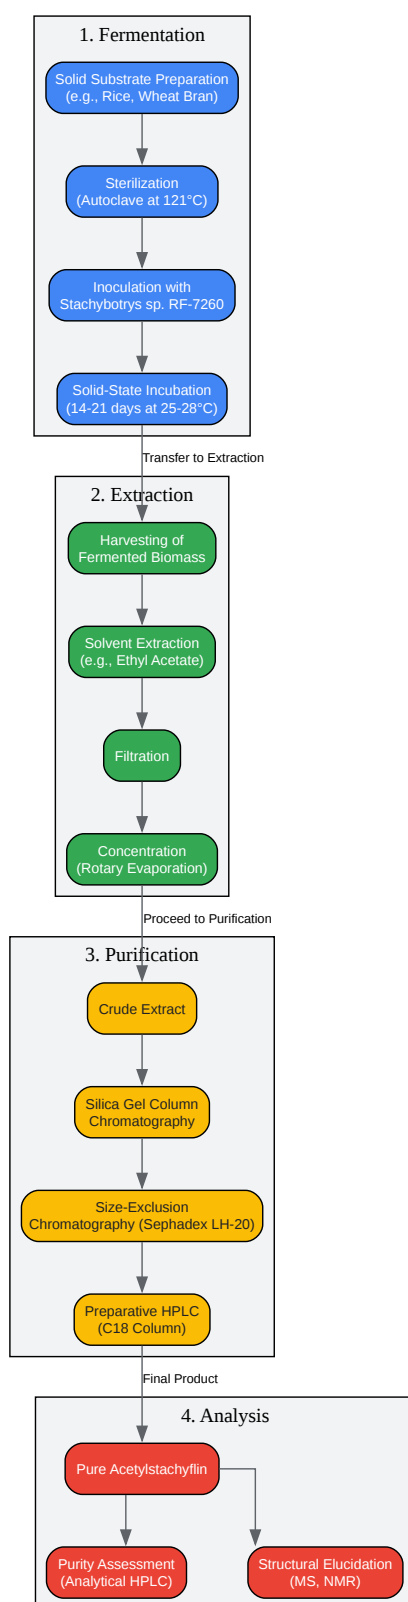 1. Fermentation
Solid Substrate Preparation
(e.g., Rice, Wheat Bran)
Sterilization
(Autoclave at 121°C)
Inoculation with
Stachybotrys sp. RF-7260
Solid-State Incubation
(14-21 days at 25-28°C)
Transfer to Extraction
2. Extraction
Harvesting of
Fermented Biomass
Solvent Extraction
(e.g., Ethyl Acetate)
Filtration
Concentration
(Rotary Evaporation)
Proceed to Purification
3. Purification
Crude Extract
Silica Gel Column
Chromatography
Size-Exclusion
Chromatography (Sephadex LH-20)
Preparative HPLC
(C18 Column)
Final Product
4. Analysis
Pure Acetylstachyflin
Purity Assessment
(Analytical HPLC)
Structural Elucidation
(MS, NMR)